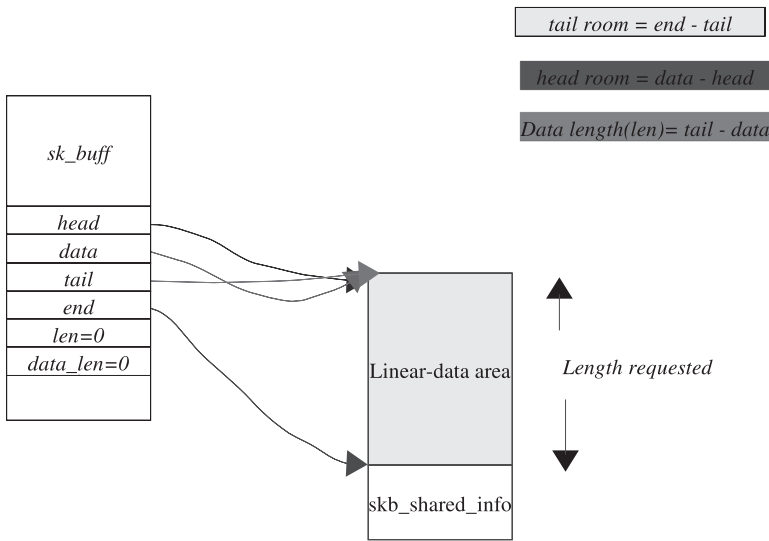 tail room = end - tail
head room = data - head
Data length(len)= tail - data
sk_buff
head
data
tail
end
len=0
data_len=0
Linear-data area
Length requested
skb_shared_info